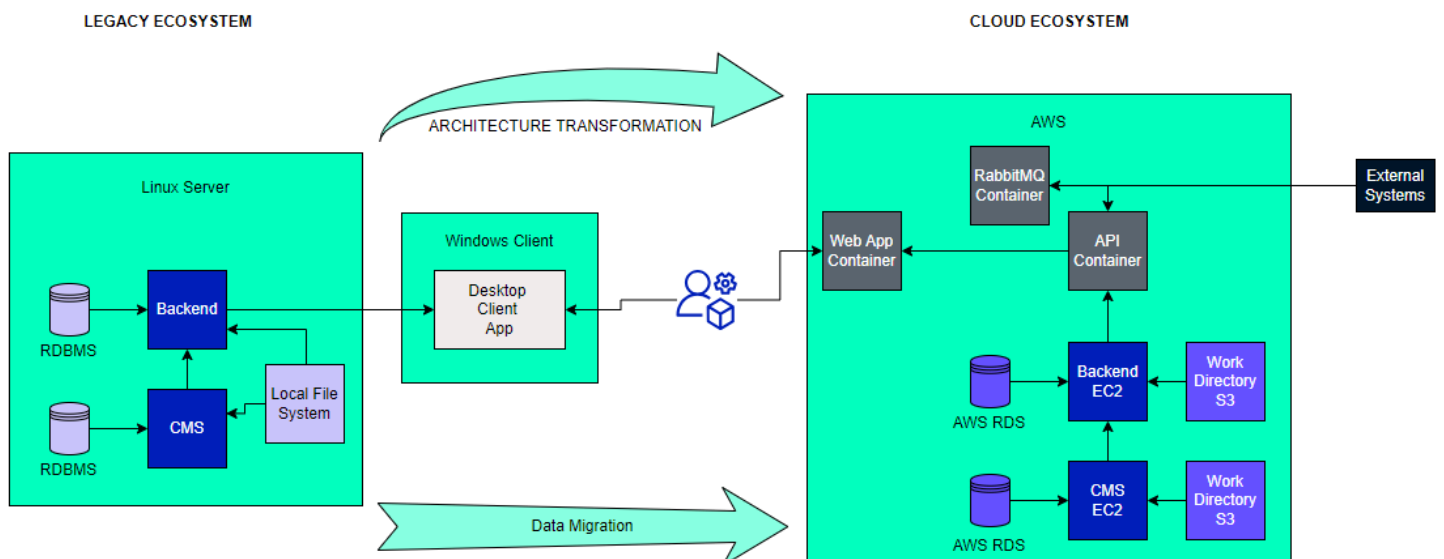 LEGACY ECOSYSTEM
CLOUD ECOSYSTEM
ARCHITECTURE TRANSFORMATION
Linux Server
Backend
RDBMS
Local File
System
CMS
RDBMS
Windows Client
Desktop
Client
App
Data Migration
AWS
RabbitMQ
Container
External
Systems
Web App
Container
API
Container
Backend
EC2
Work
Directory
S3
AWS RDS
CMS
EC2
Work
Directory
S3
AWS RDS